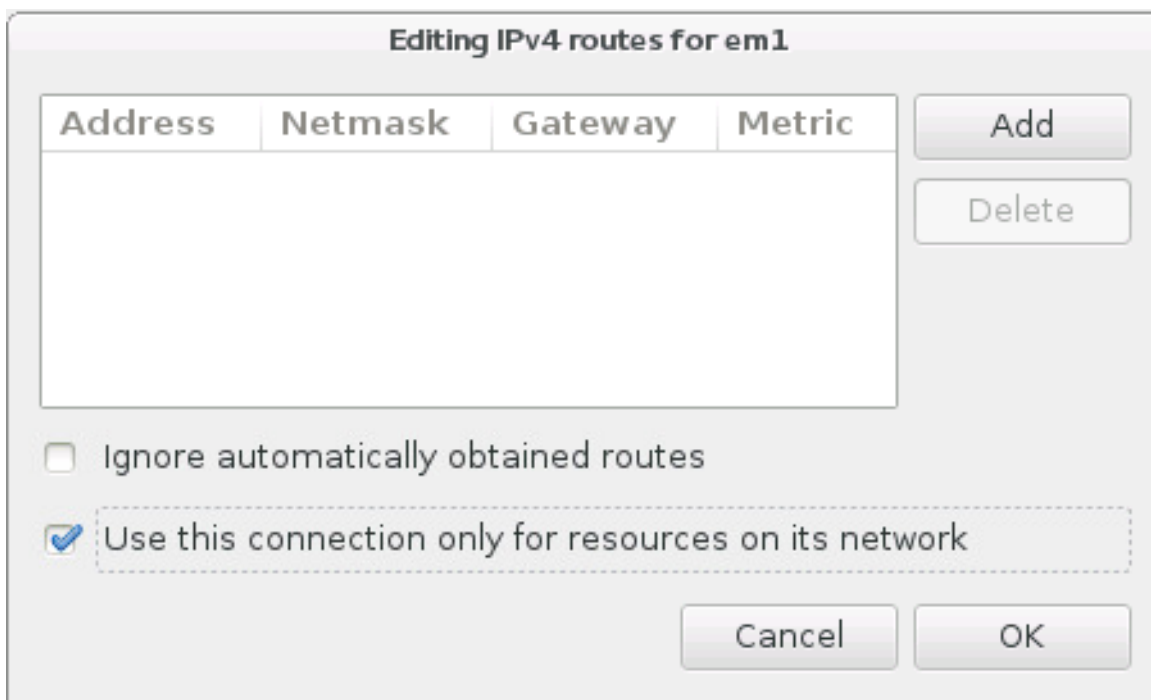 Editing IPv4 routes for em1
Address Netmask Gateway Metric
Add
Delete
Ignore automatically obtained routes
Use this connection only for resources on its network
Cancel OK